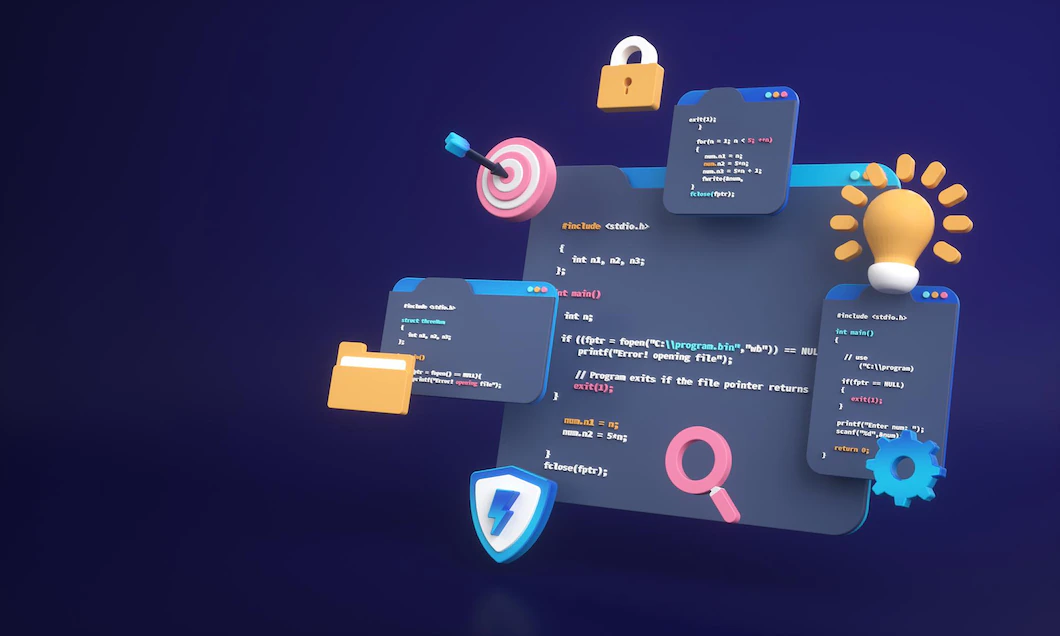 exit(1);
}
for(n = 1; n < 5; ++n)
{
num.n1 = n;
num.n2 = 5*n;
num.n3 = 5*n + 1;
fwrite(&num,
}
fclose(fptr);
#include <stdio.h>
{
int n1, n2, n3;
};
nt main()
int n;
if ((fptr = fopen("C:\\program.bin","wb")) == NUL
printf("Error! opening file");
// Program exits if the file pointer returns
exit(1);
}
num.n1 = n;
num.n2 = 5*n;
}
fclose(fptr);
#include <stdio.h>
struct threeNum
{
int n1, n2, n3;
};
n()
ptr = fopen() == NULL){
printf("Error! opening file");
#include <stdio.h>
int main()
{
// use
("C:\\program)
if(fptr == NULL)
{
exit(1);
}
printf("Enter num: ");
scanf("%d",&num)
return 0;
}